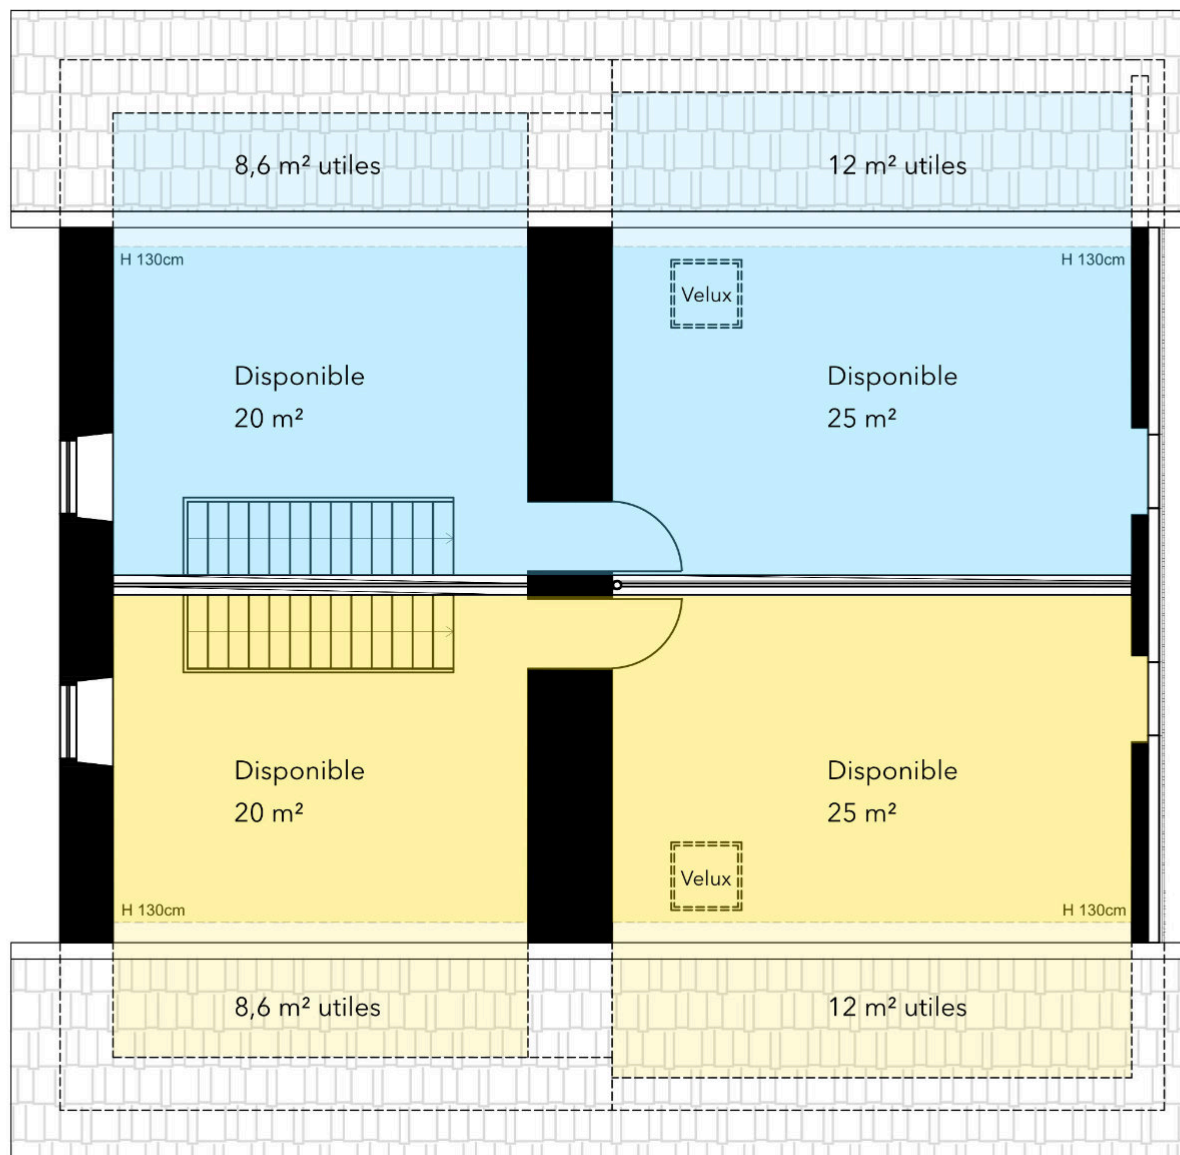 8,6 m² utiles
12 m² utiles
H 130cm
H 130cm
Velux
Disponible
20 m²
Disponible
25 m²
Disponible
20 m²
Disponible
25 m²
Velux
H 130cm
H 130cm
8,6 m² utiles
12 m² utiles